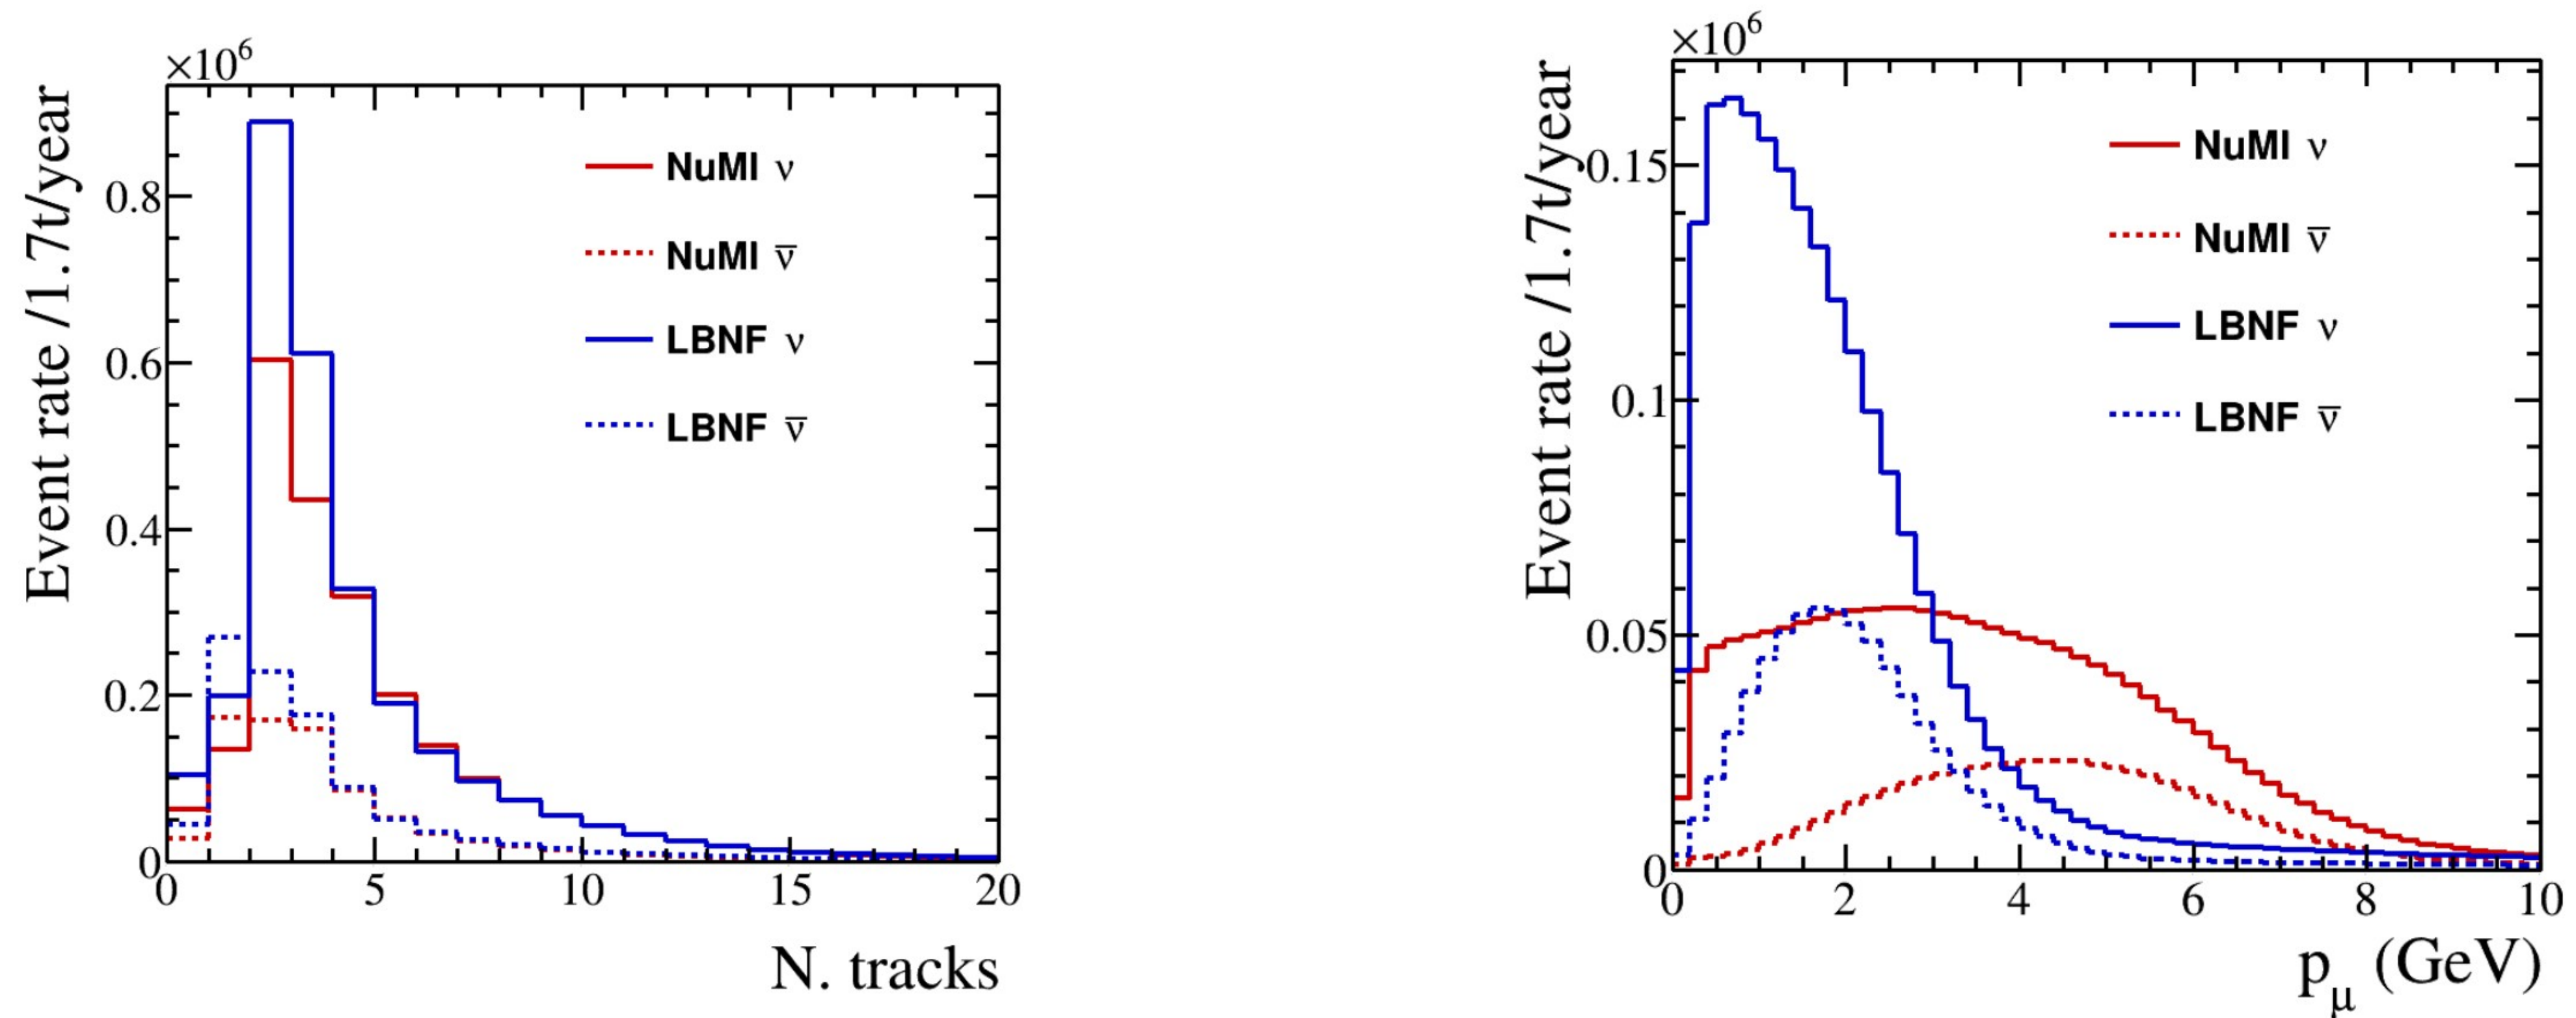 ×10⁶
Event rate /1.7t/year
0.8
0.6
0.4
0.2
0
0 5 10 15 20
N. tracks
NuMI ν
NuMI ν̅
LBNF ν
LBNF ν̅
×10⁶
Event rate /1.7t/year
0.15
0.1
0.05
0
0 2 4 6 8 10
pμ (GeV)
NuMI ν
NuMI ν̅
LBNF ν
LBNF ν̅